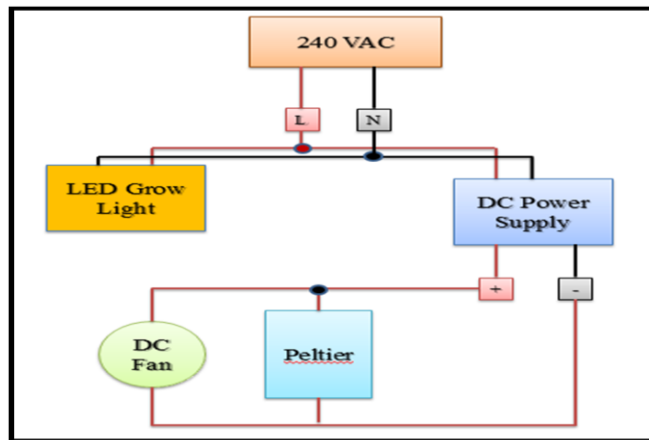 240 VAC
L
N
LED Grow
Light
DC Power
Supply
+
-
DC
Fan
Peltier